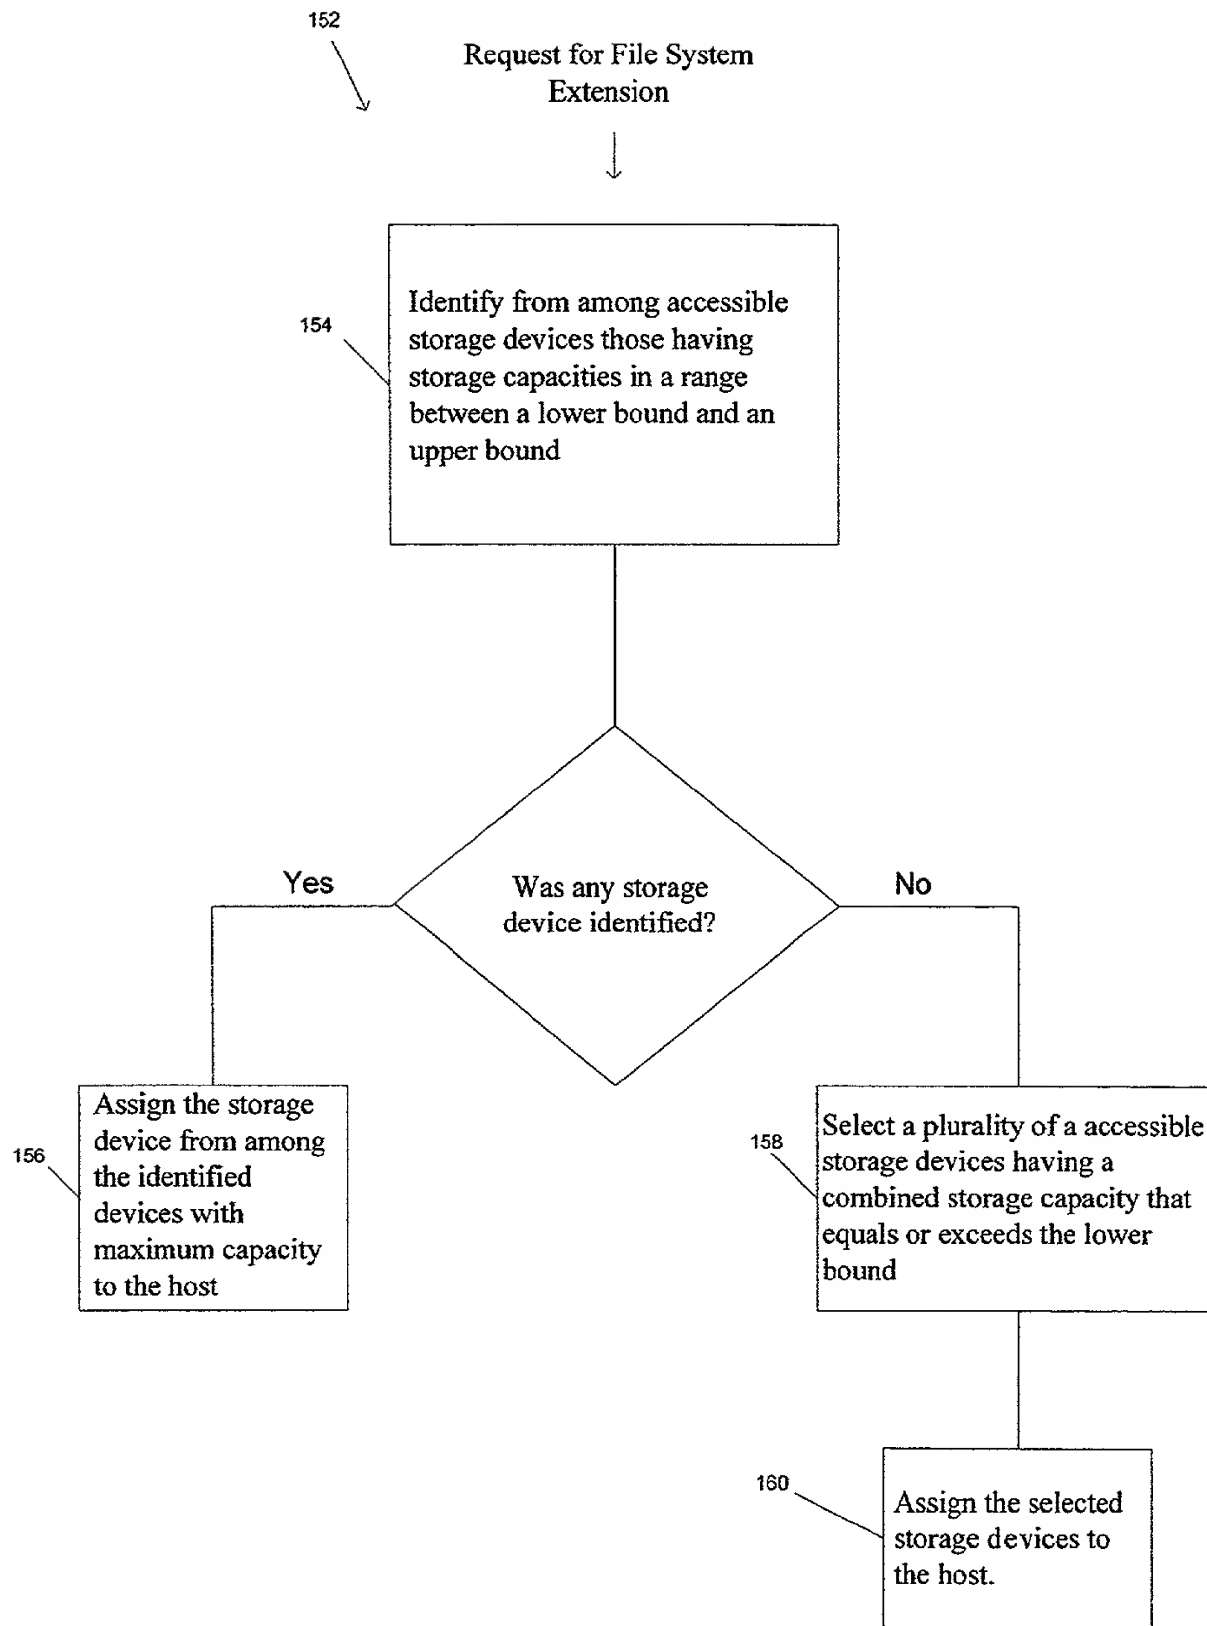 152
Request for File System
Extension
154
Identify from among accessible
storage devices those having
storage capacities in a range
between a lower bound and an
upper bound
Was any storage
device identified?
Yes
No
156
Assign the storage
device from among
the identified
devices with
maximum capacity
to the host
158
Select a plurality of a accessible
storage devices having a
combined storage capacity that
equals or exceeds the lower
bound
160
Assign the selected
storage devices to
the host.